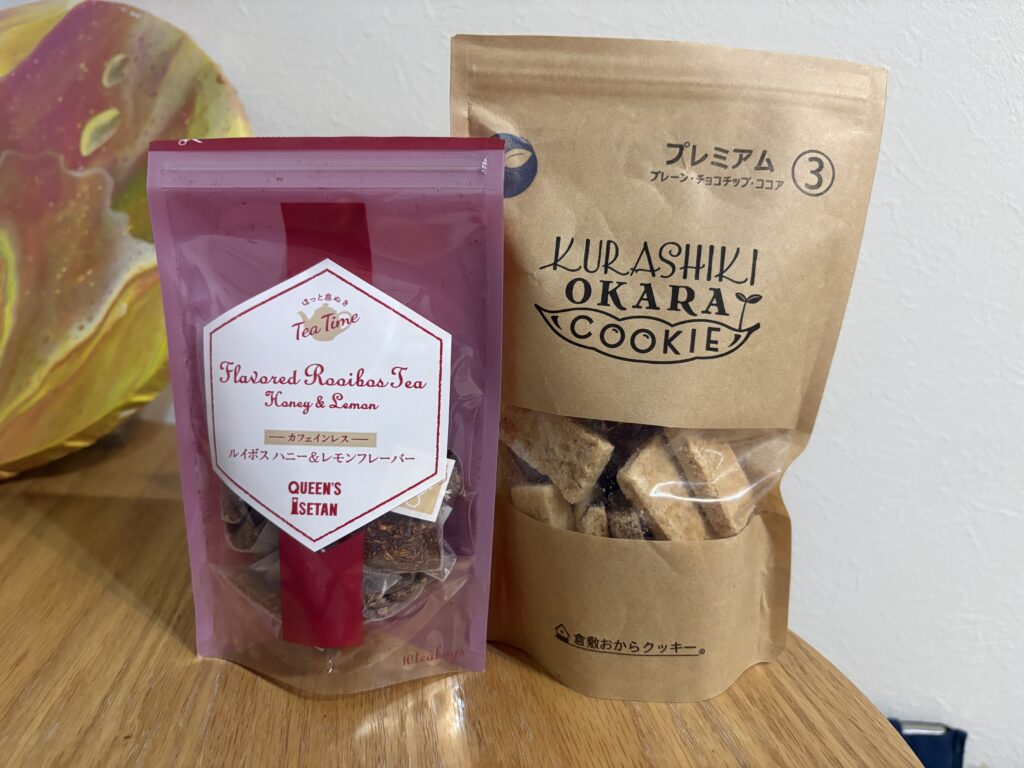 ほっと息ぬき
Tea Time
Flavored Rooibos Tea
Honey & Lemon
カフェインレス
ルイボス ハニー&レモンフレーバー
QUEEN'S
ISETAN
10teabags
プレミアム ③
プレーン・チョコチップ・ココア
KURASHIKI
OKARA
COOKIE
倉敷おからクッキー®